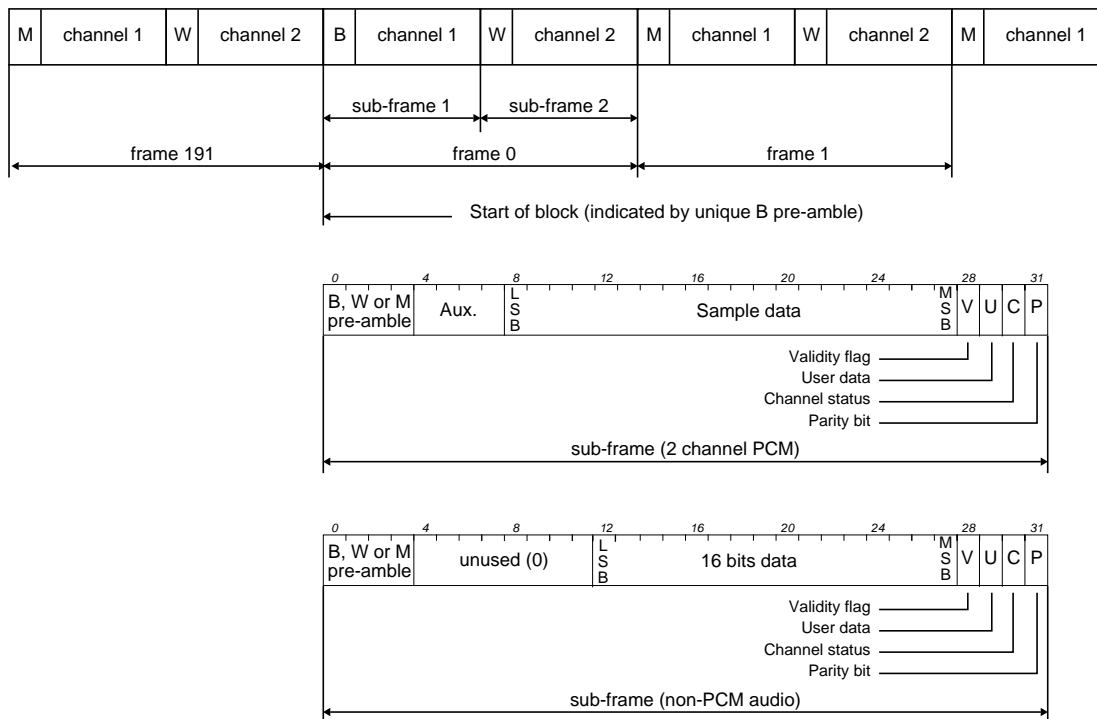 M channel 1 W channel 2 B channel 1 W channel 2 M channel 1 W channel 2 M channel 1
sub-frame 1 sub-frame 2
frame 191 frame 0 frame 1
Start of block (indicated by unique B pre-amble)
0 4 8 12 16 20 24 28 31
B, W or M pre-amble Aux. LSB Sample data MSB V U C P
Validity flag
User data
Channel status
Parity bit
sub-frame (2 channel PCM)
0 4 8 12 16 20 24 28 31
B, W or M pre-amble unused (0) LSB 16 bits data MSB V U C P
Validity flag
User data
Channel status
Parity bit
sub-frame (non-PCM audio)